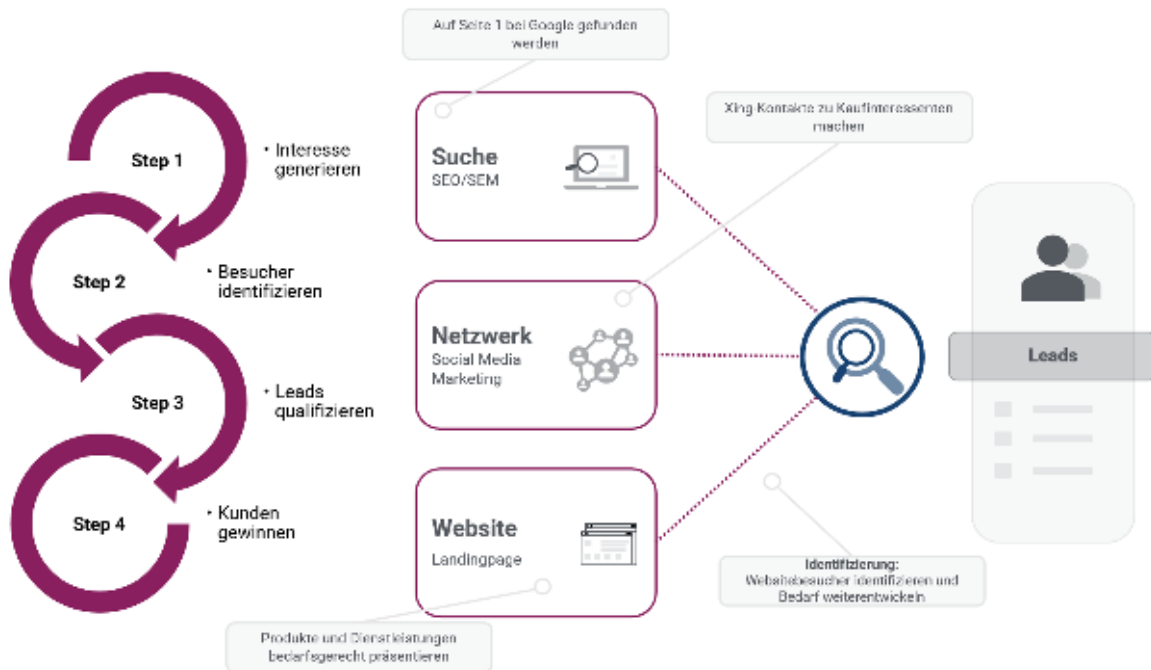 Auf Seite 1 bei Google gefunden
werden
Step 1
• Interesse
generieren
Step 2
• Besucher
identifizieren
Step 3
• Leads
qualifizieren
Step 4
• Kunden
gewinnen
Suche
SEO/SEM
Xing-Kontakte zu Kaufinteressenten
machen
Netzwerk
Social Media
Marketing
Website
Landingpage
Produkte und Dienstleistungen
bedarfsgerecht präsentieren
Identifizierung:
Websitebesucher identifizieren und
Bedarf weiterentwickeln
Leads